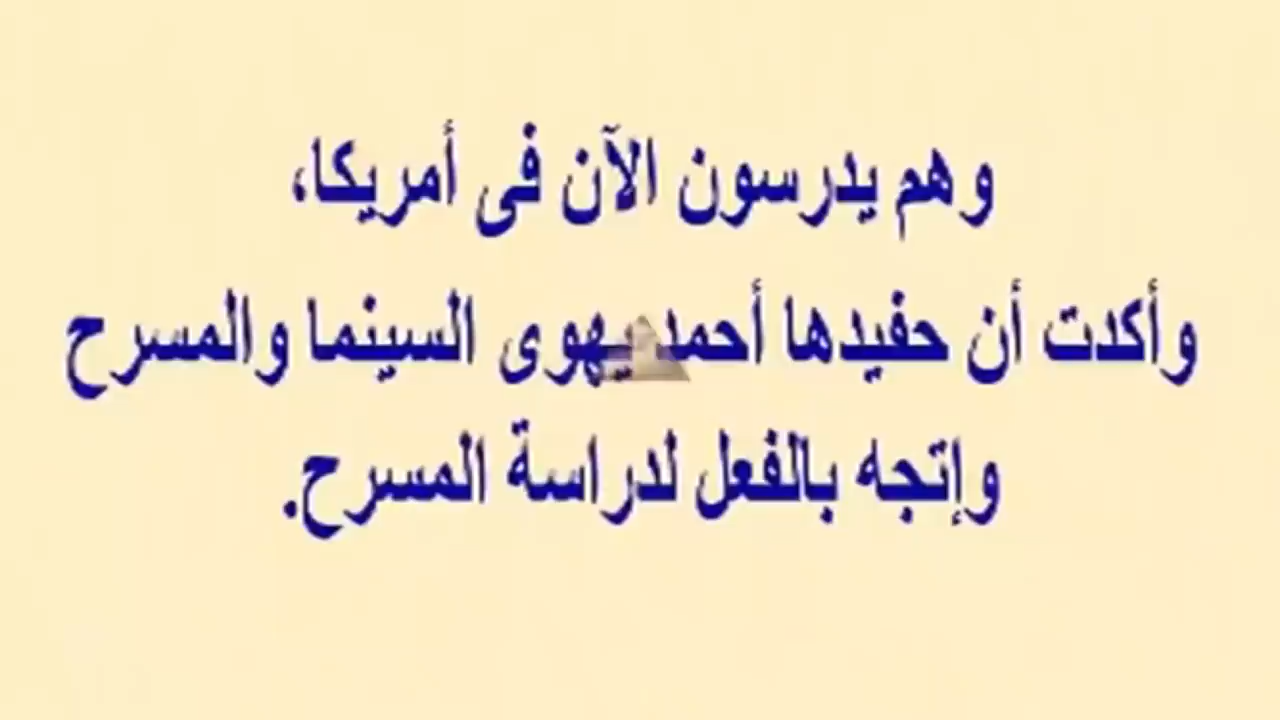 وهم يدرسون الآن فى أمريكا،
وأكدت أن حفيدها أحمد يهوى السينما والمسرح
وإتجه بالفعل لدراسة المسرح.